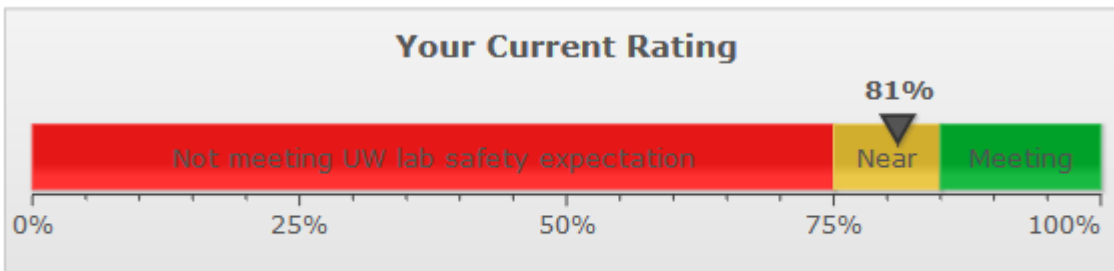 Your Current Rating
81%
Not meeting UW lab safety expectation Near Meeting
0% 25% 50% 75% 100%